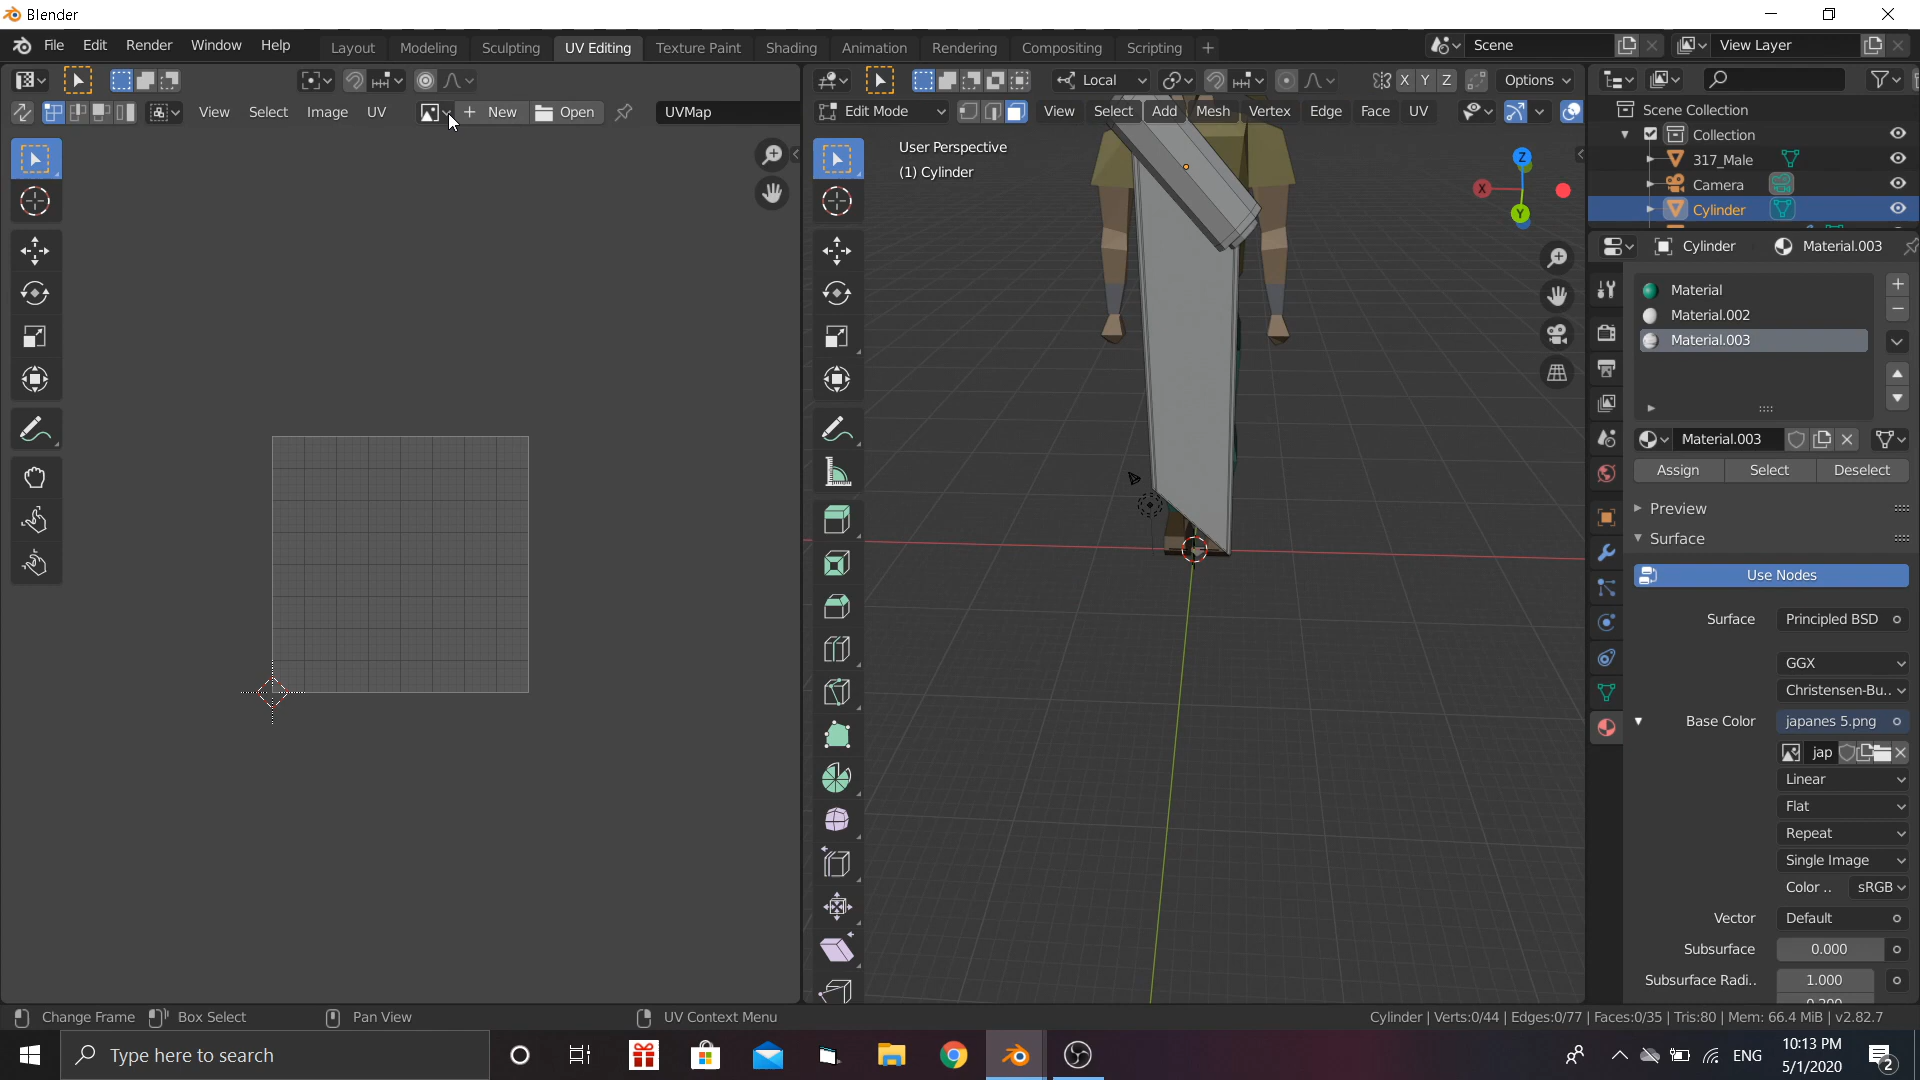 Blender
File Edit Render Window Help
Layout Modeling Sculpting UV Editing Texture Paint Shading Animation Rendering Compositing Scripting +
Scene
View Layer
Local
X Y Z
Options
View Select Image UV
New
Open
UVMap
Edit Mode
View Select Add Mesh Vertex Edge Face UV
User Perspective
(1) Cylinder
Z
X
Y
Scene Collection
Collection
317_Male
Camera
Cylinder
Cylinder
Material.003
Material
Material.002
Material.003
Material.003
Assign Select Deselect
Preview
Surface
Use Nodes
Surface Principled BSD
GGX
Christensen-Bu..
Base Color japanes 5.png
jap
Linear
Flat
Repeat
Single Image
Color .. sRGB
Vector Default
Subsurface 0.000
Subsurface Radi.. 1.000
0.200
Change Frame Box Select Pan View UV Context Menu
Cylinder | Verts:0/44 | Edges:0/77 | Faces:0/35 | Tris:80 | Mem: 66.4 MiB | v2.82.7
Type here to search
ENG
10:13 PM
5/1/2020
2